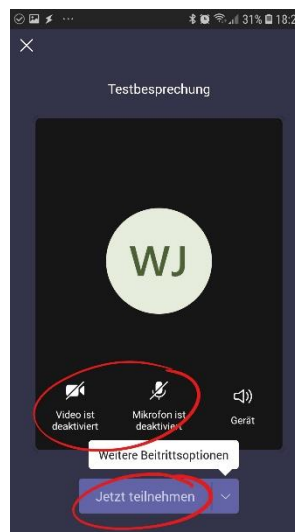 31% 18:2
Testbesprechung
WJ
Video ist
deaktiviert
Mikrofon ist
deaktiviert
Gerät
Weitere Beitrittsoptionen
Jetzt teilnehmen